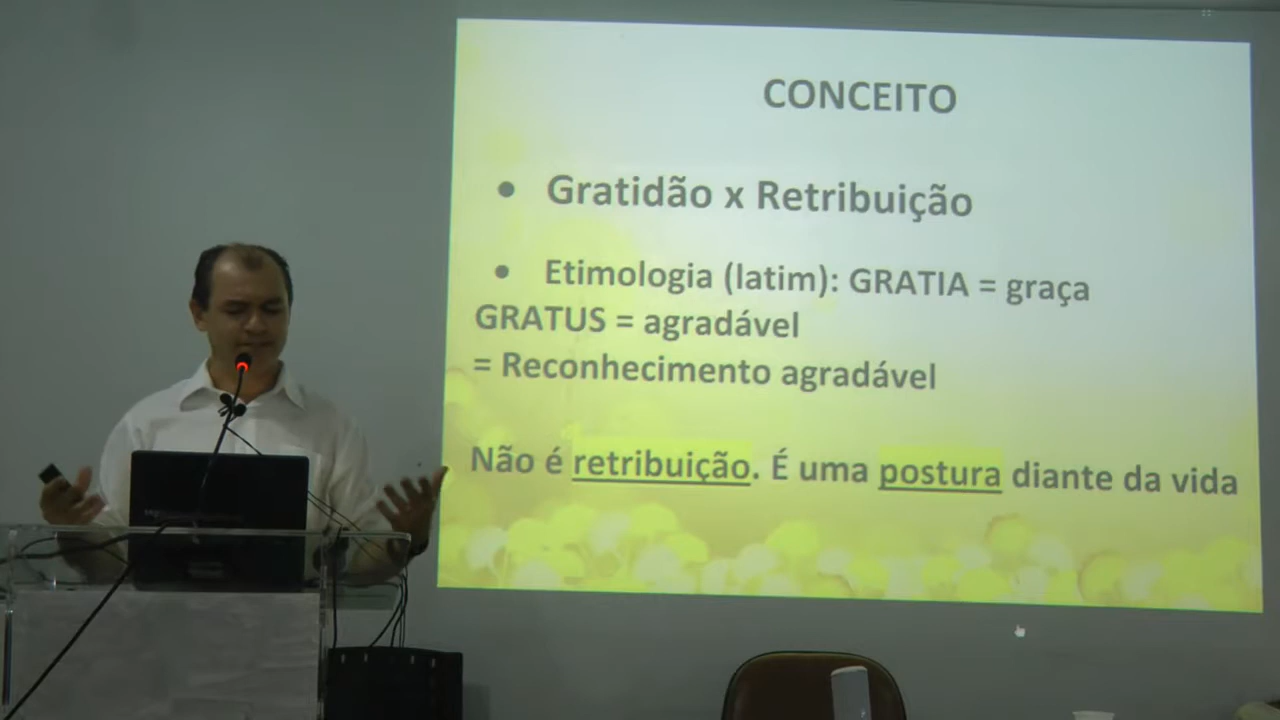 CONCEITO
• Gratidão x Retribuição
• Etimologia (latim): GRATIA = graça
GRATUS = agradável
= Reconhecimento agradável
Não é retribuição. É uma postura diante da vida